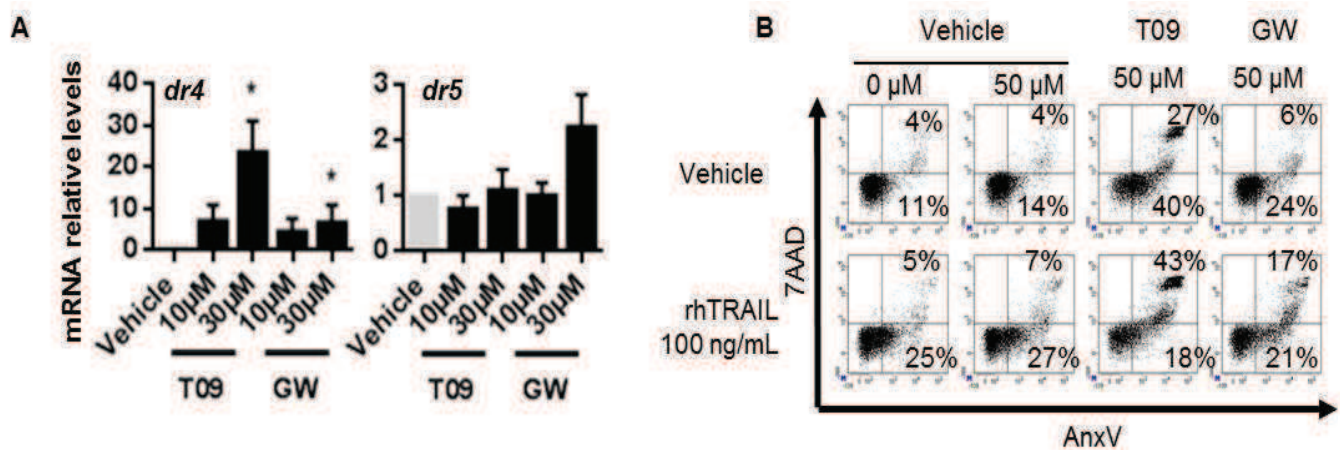 A
mRNA relative levels
40
30
20
10
0
dr4
*
*
Vehicle
10µM
30µM
10µM
30µM
T09
GW
3
2
1
0
dr5
Vehicle
10µM
30µM
10µM
30µM
T09
GW
B
Vehicle T09 GW
0 µM 50 µM 50 µM 50 µM
Vehicle
4% 4% 27% 6%
11% 14% 40% 24%
rhTRAIL
100 ng/mL
5% 7% 43% 17%
25% 27% 18% 21%
7AAD
AnxV